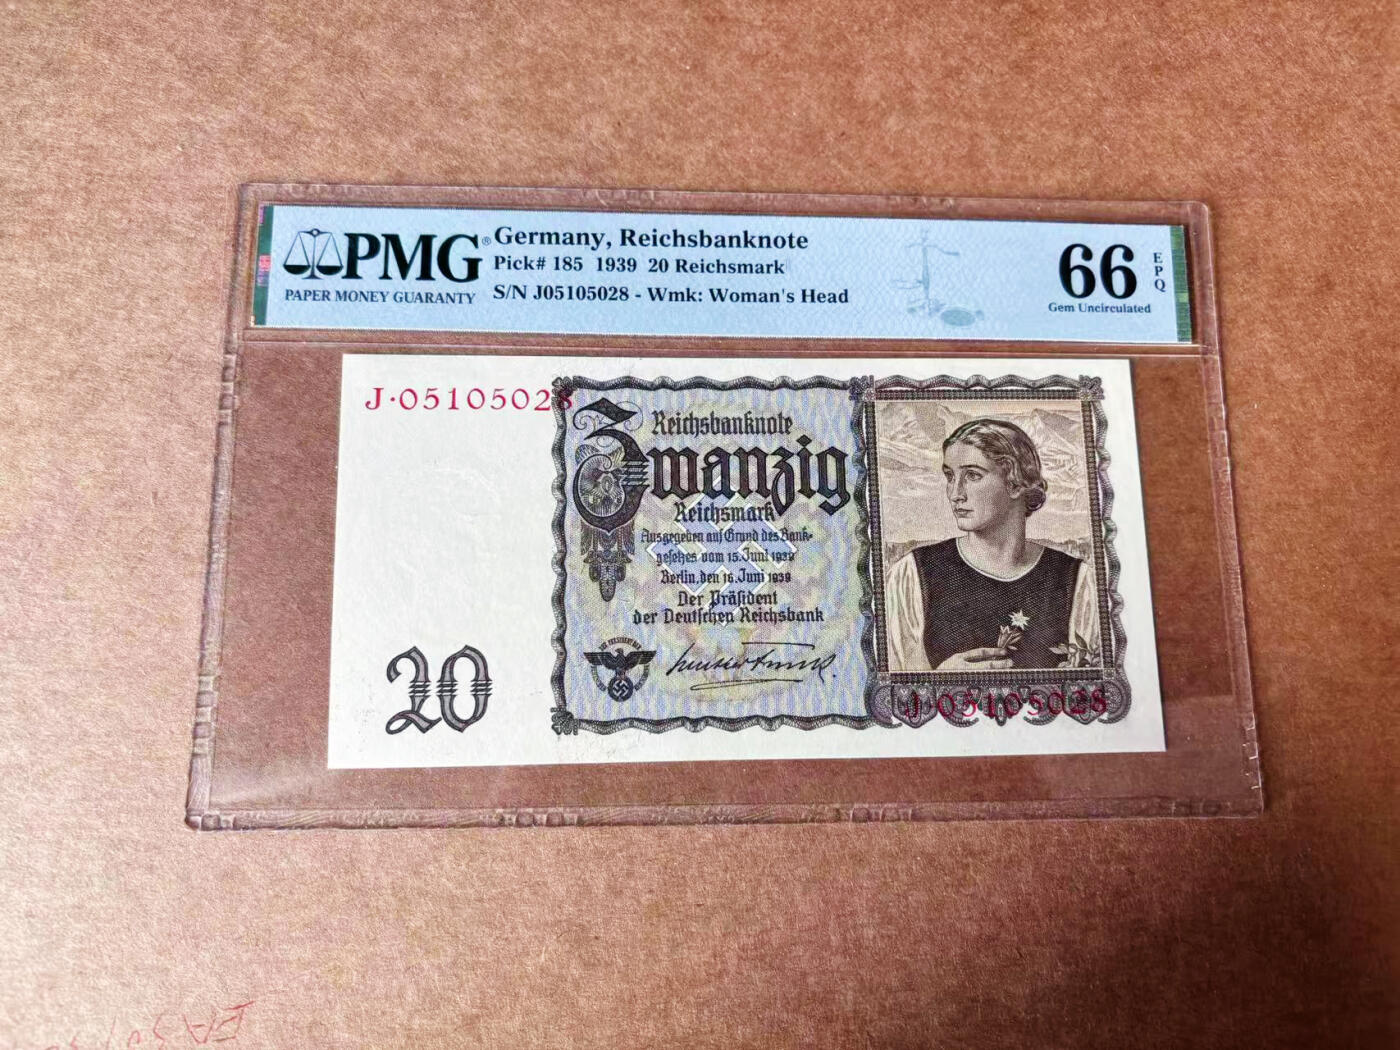 PMG®
PAPER MONEY GUARANTY
Germany, Reichsbanknote
Pick# 185 1939 20 Reichsmark
S/N J05105028 - Wmk: Woman's Head
66 EPQ
Gem Uncirculated
J·05105028
Reichsbanknote
Zwanzig
Reichsmark
Ausgegeben auf Grund des Bank-
gesetzes vom 15. Juni 1939
Berlin, den 16. Juni 1939
Der Präsident
der Deutschen Reichsbank
20
J·05105028